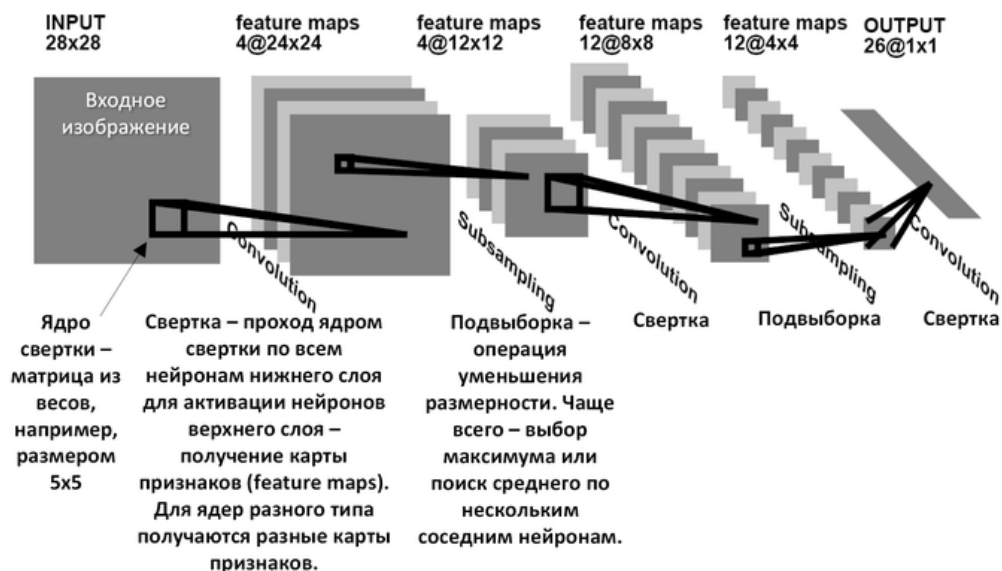 INPUT
28x28
feature maps
4@24x24
feature maps
4@12x12
feature maps
12@8x8
feature maps
12@4x4
OUTPUT
26@1x1
Входное
изображение
Convolution
Subsampling
Convolution
Subsampling
Convolution
Ядро
свертки –
матрица из
весов,
например,
размером
5x5
Свертка – проход ядром
свертки по всем
нейронам нижнего слоя
для активации нейронов
верхнего слоя –
получение карты
признаков (feature maps).
Для ядер разного типа
получаются разные карты
признаков.
Подвыборка –
операция
уменьшения
размерности. Чаще
всего – выбор
максимума или
поиск среднего по
нескольким
соседним нейронам.
Свертка
Подвыборка
Свертка